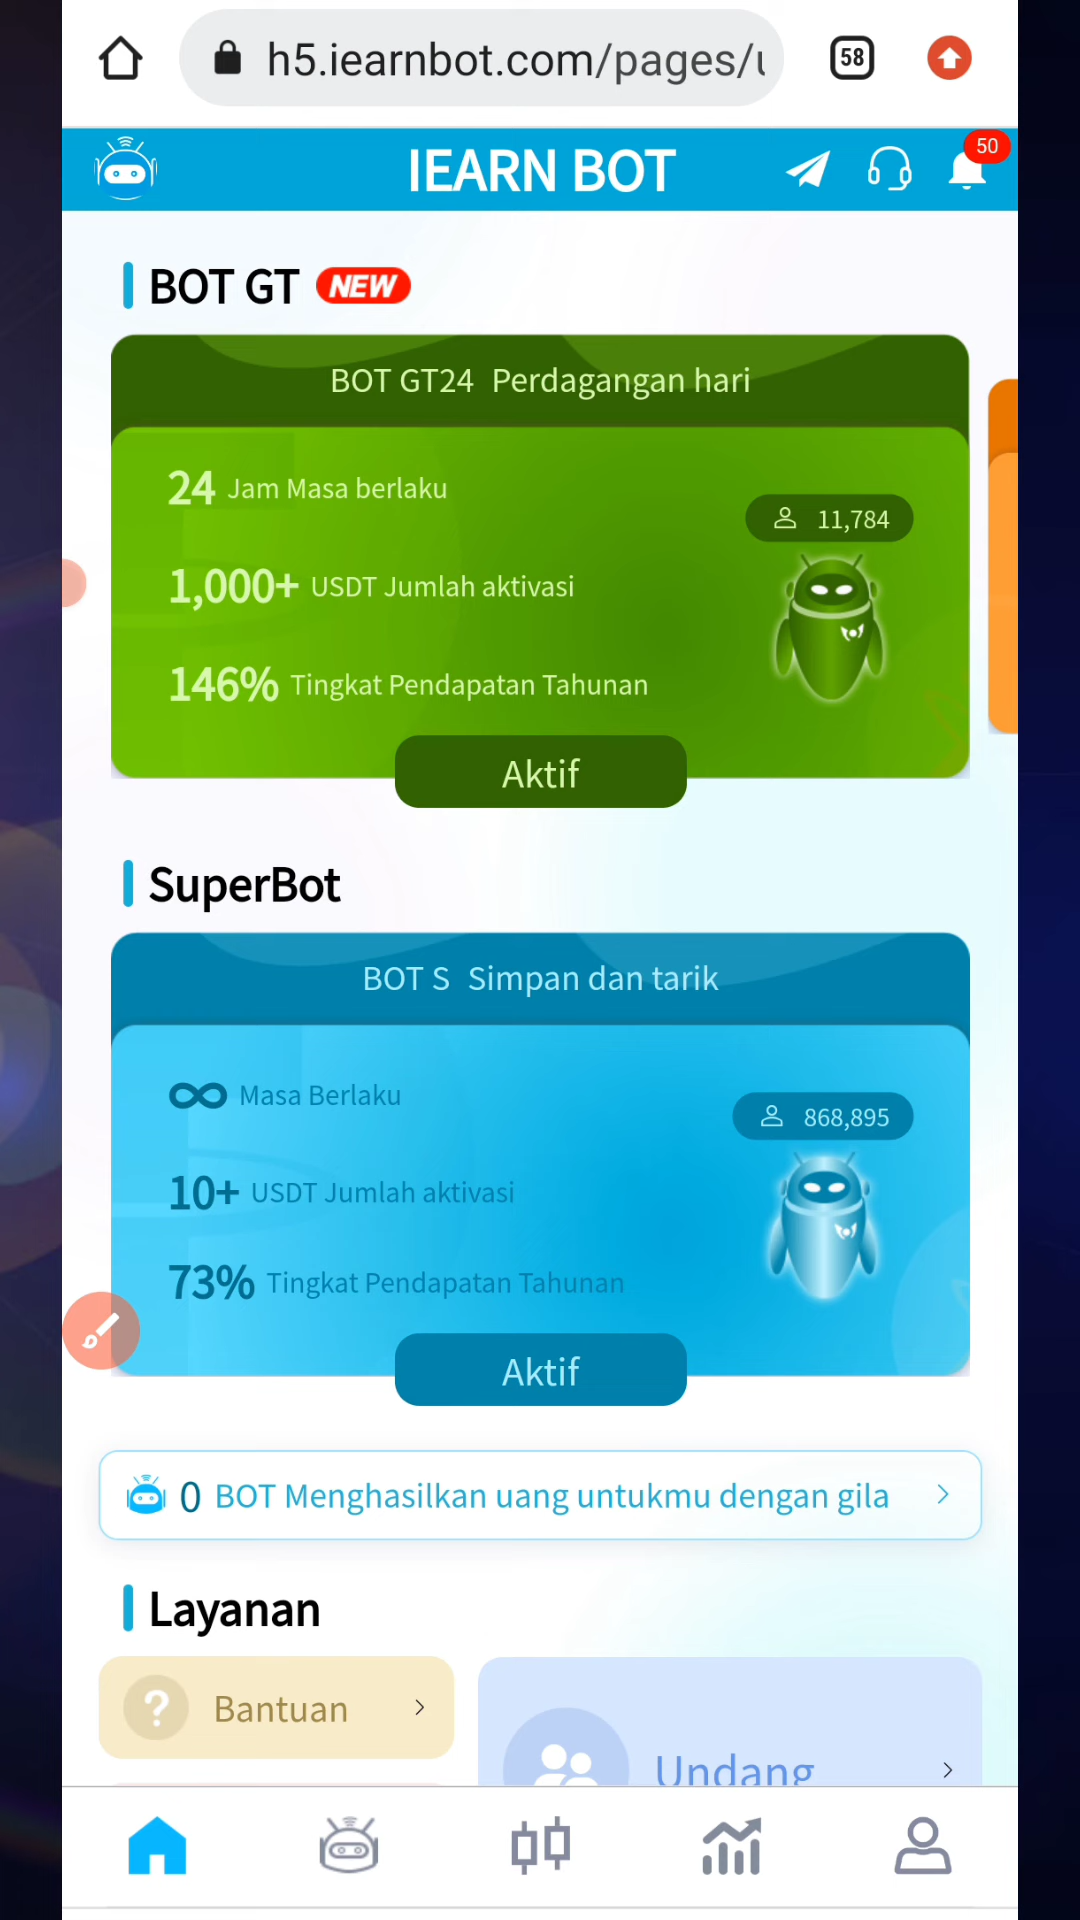 h5.iearnbot.com/pages/u
58
IEARN BOT
50
BOT GT NEW
BOT GT24 Perdagangan hari
24 Jam Masa berlaku
11,784
1,000+ USDT Jumlah aktivasi
146% Tingkat Pendapatan Tahunan
Aktif
SuperBot
BOT S Simpan dan tarik
∞ Masa Berlaku
868,895
10+ USDT Jumlah aktivasi
73% Tingkat Pendapatan Tahunan
Aktif
0 BOT Menghasilkan uang untukmu dengan gila
Layanan
? Bantuan
Undang